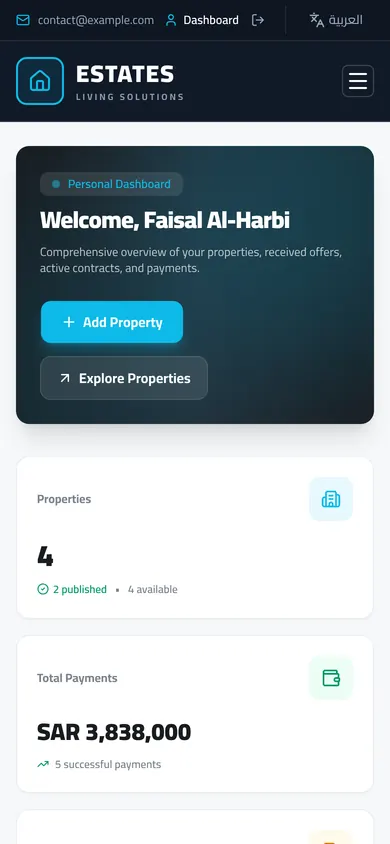 contact@example.com Dashboard العربية
ESTATES
LIVING SOLUTIONS
Personal Dashboard
Welcome, Faisal Al-Harbi
Comprehensive overview of your properties, received offers,
active contracts, and payments.
Add Property
Explore Properties
Properties
4
2 published • 4 available
Total Payments
SAR 3,838,000
5 successful payments